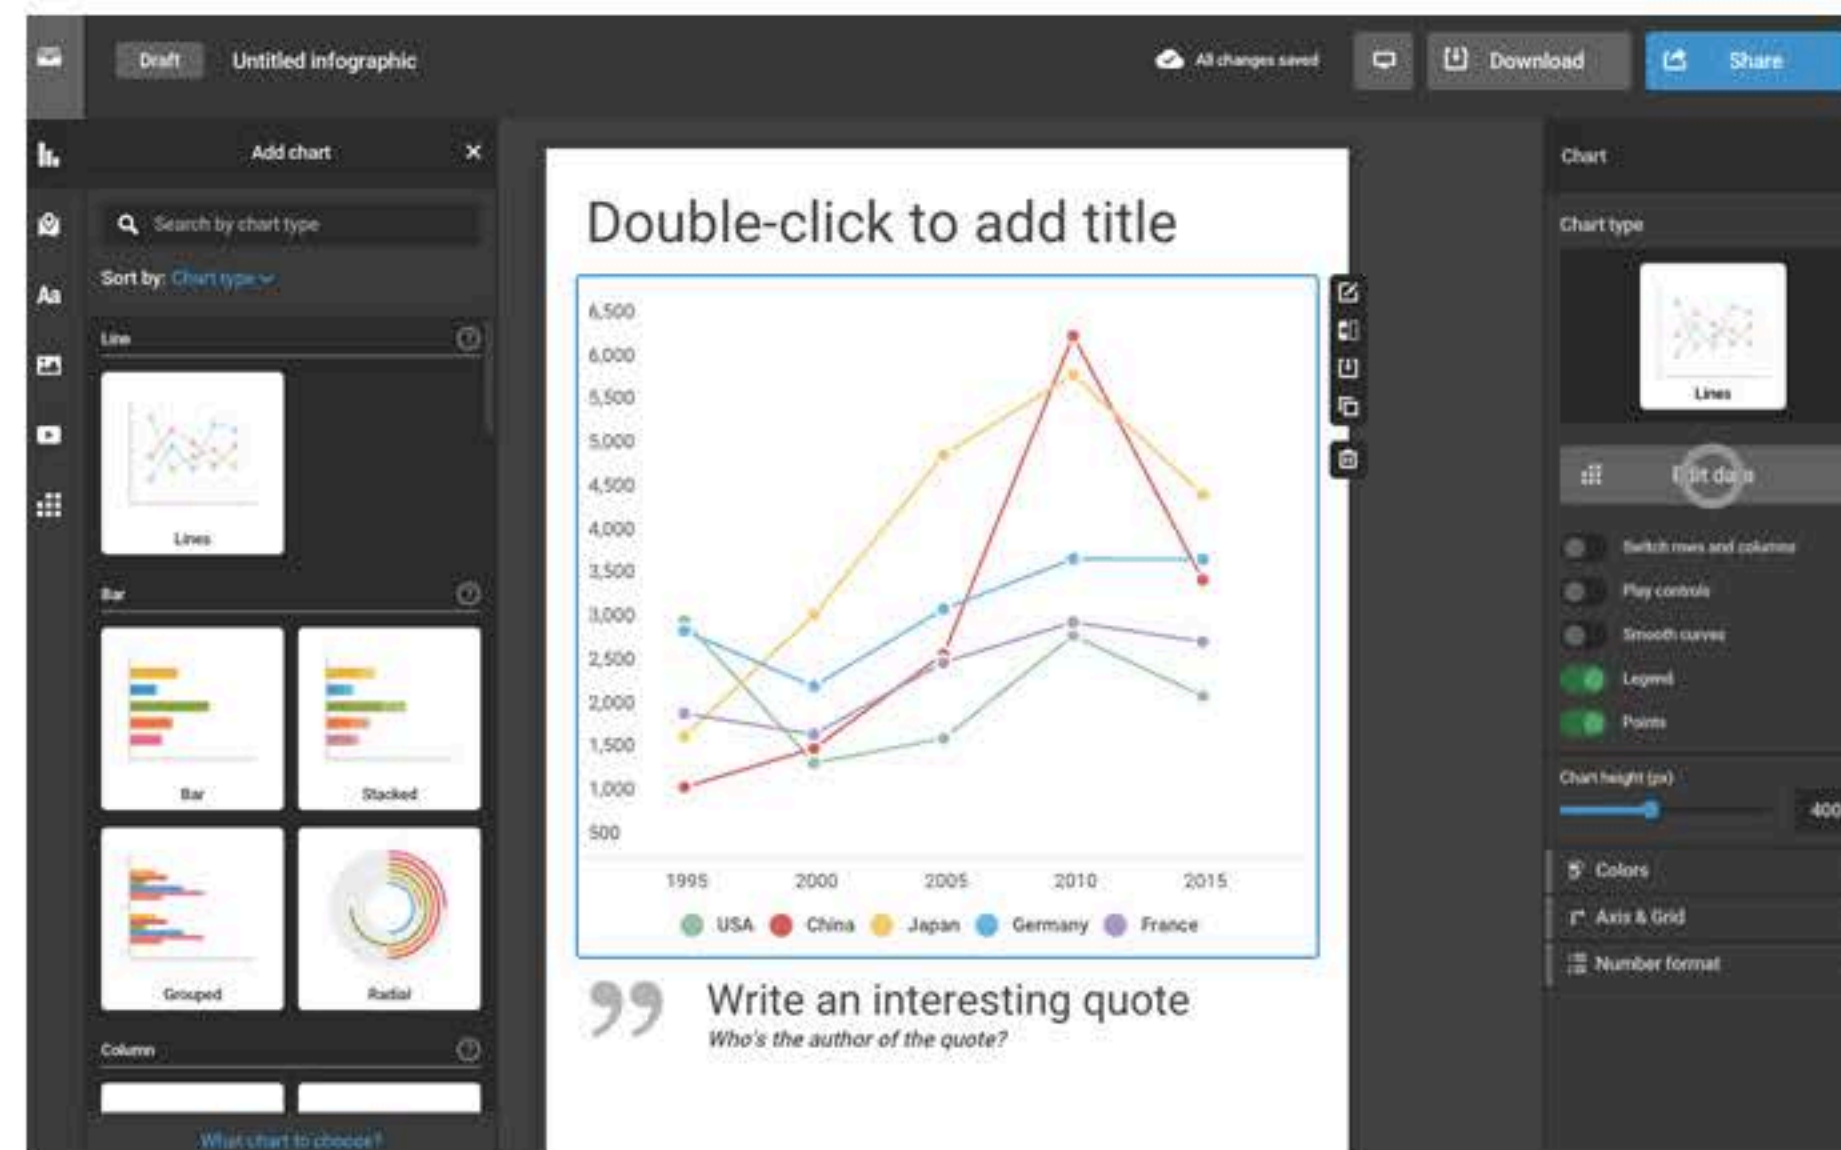 Draft
Untitled infographic
All changes saved
Download
Share
Add chart
Search by chart type
Sort by: Chart type
Line
Lines
Bar
Bar
Stacked
Grouped
Radial
Column
What chart to choose?
Aa
Double-click to add title
6,500
6,000
5,500
5,000
4,500
4,000
3,500
3,000
2,500
2,000
1,500
1,000
500
1995 2000 2005 2010 2015
USA China Japan Germany France
Write an interesting quote
Who's the author of the quote?
Chart
Chart type
Lines
Edit data
Switch rows and columns
Play controls
Smooth curves
Legend
Points
Chart height (px)
400
Colors
Axis & Grid
Number format